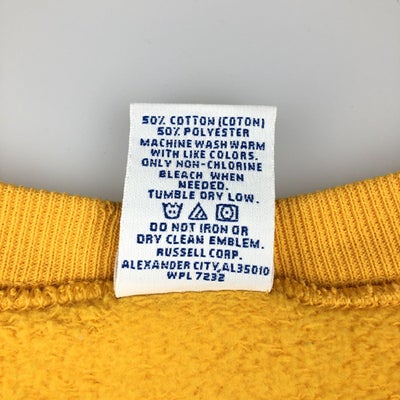 50% COTTON (COTON)
50% POLYESTER
MACHINE WASH WARM
WITH LIKE COLORS.
ONLY NON-CHLORINE
BLEACH WHEN
NEEDED.
TUMBLE DRY LOW.
DO NOT IRON OR
DRY CLEAN EMBLEM.
RUSSELL CORP.
ALEXANDER CITY, AL35010
WPL 7232